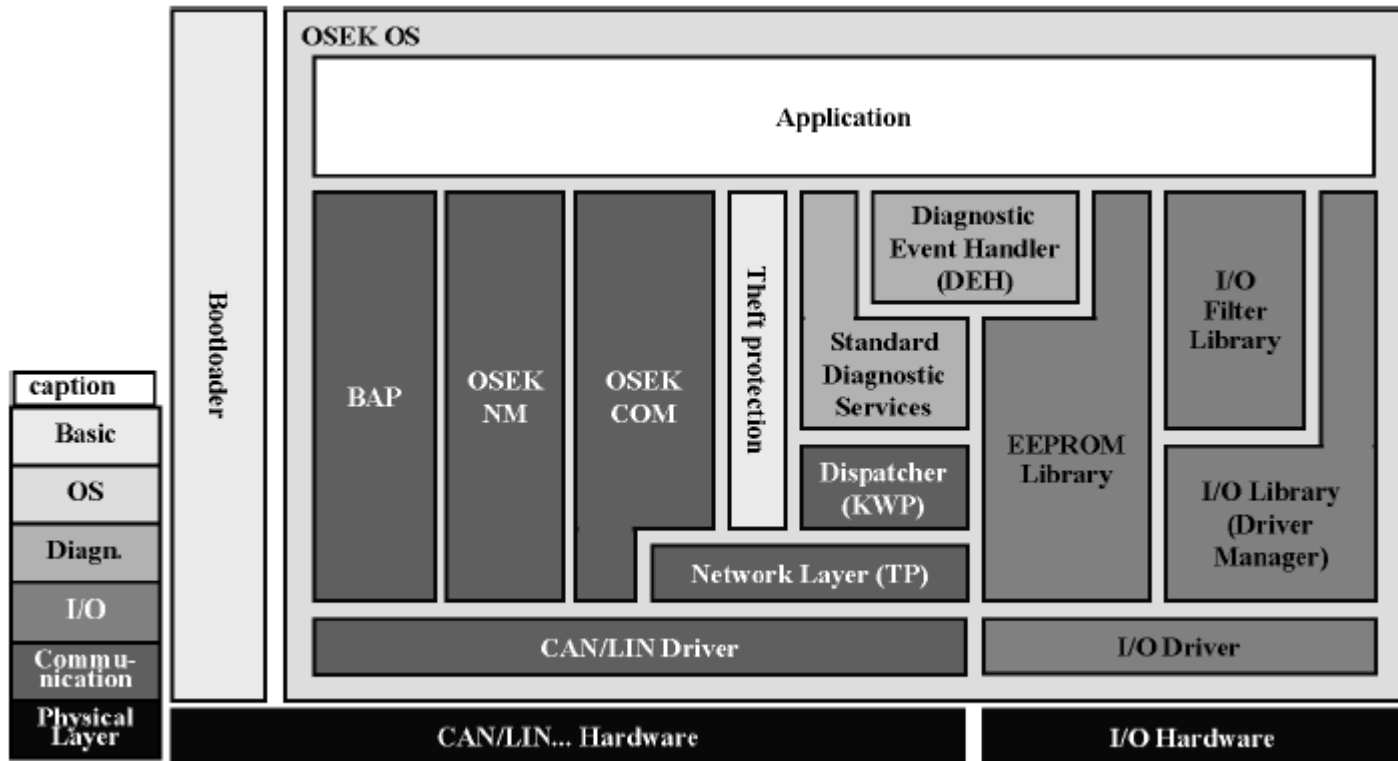 OSEK OS
Application
Bootloader
BAP
OSEK
NM
OSEK
COM
Theft protection
Diagnostic
Event Handler
(DEH)
Standard
Diagnostic
Services
Dispatcher
(KWP)
Network Layer (TP)
EEPROM
Library
I/O
Filter
Library
I/O Library
(Driver
Manager)
CAN/LIN Driver
I/O Driver
CAN/LIN... Hardware
I/O Hardware
caption
Basic
OS
Diagn.
I/O
Commu-
nication
Physical
Layer